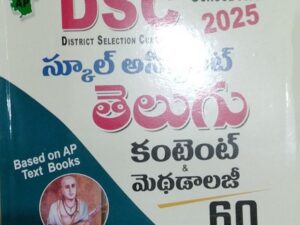 DSC
2025
DISTRICT SELECTION
స్కూల్ అసిస్టెంట్
తెలుగు
కంటెంట్
&
మెథడాలజీ
Based on AP
Text Books
60